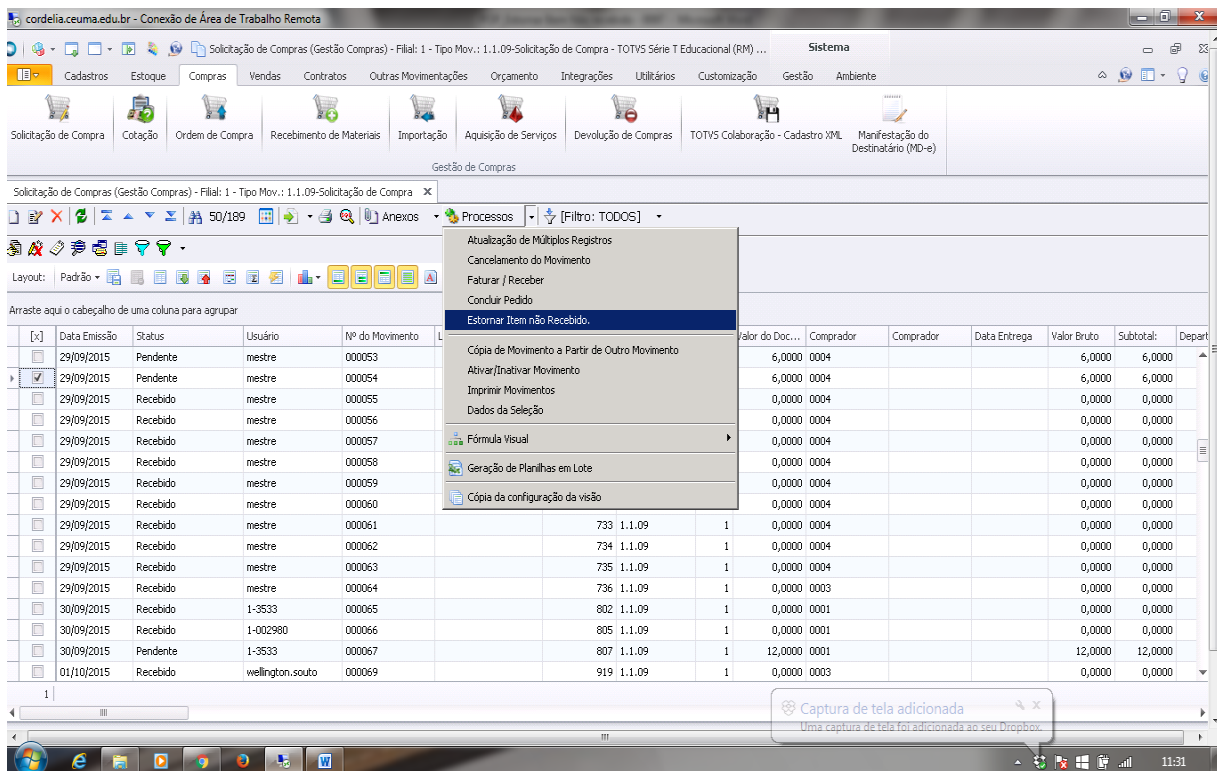 cordelia.ceuma.edu.br - Conexão de Área de Trabalho Remota
Solicitação de Compras (Gestão Compras) - Filial: 1 - Tipo Mov.: 1.1.09-Solicitação de Compra - TOTVS Série T Educacional (RM) ... Sistema
Cadastros Estoque Compras Vendas Contratos Outras Movimentações Orçamento Integrações Utilitários Customização Gestão Ambiente
Solicitação de Compra Cotação Ordem de Compra Recebimento de Materiais Importação Aquisição de Serviços Devolução de Compras TOTVS Colaboração - Cadastro XML Manifestação do
Destinatário (MD-e)
Gestão de Compras
Solicitação de Compras (Gestão Compras) - Filial: 1 - Tipo Mov.: 1.1.09-Solicitação de Compra X
50/189 Anexos Processos [Filtro: TODOS]
Atualização de Múltiplos Registros
Cancelamento do Movimento
Faturar / Receber
Concluir Pedido
Estornar Item não Recebido.
Cópia de Movimento a Partir de Outro Movimento
Ativar/Inativar Movimento
Imprimir Movimentos
Dados da Seleção
Fórmula Visual
Geração de Planilhas em Lote
Cópia da configuração da visão
Layout: Padrão
Arraste aqui o cabeçalho de uma coluna para agrupar
[x] Data Emissão Status Usuário Nº do Movimento Valor do Doc... Comprador Comprador Data Entrega Valor Bruto Subtotal: Depart
29/09/2015 Pendente mestre 000053 6,0000 0004 6,0000 6,0000
29/09/2015 Pendente mestre 000054 6,0000 0004 6,0000 6,0000
29/09/2015 Recebido mestre 000055 0,0000 0004 0,0000 0,0000
29/09/2015 Recebido mestre 000056 0,0000 0004 0,0000 0,0000
29/09/2015 Recebido mestre 000057 0,0000 0004 0,0000 0,0000
29/09/2015 Recebido mestre 000058 0,0000 0004 0,0000 0,0000
29/09/2015 Recebido mestre 000059 0,0000 0004 0,0000 0,0000
29/09/2015 Recebido mestre 000060 0,0000 0004 0,0000 0,0000
29/09/2015 Recebido mestre 000061 733 1.1.09 1 0,0000 0004 0,0000 0,0000
29/09/2015 Recebido mestre 000062 734 1.1.09 1 0,0000 0004 0,0000 0,0000
29/09/2015 Recebido mestre 000063 735 1.1.09 1 0,0000 0004 0,0000 0,0000
29/09/2015 Recebido mestre 000064 736 1.1.09 1 0,0000 0003 0,0000 0,0000
30/09/2015 Recebido 1-3533 000065 802 1.1.09 1 0,0000 0001 0,0000 0,0000
30/09/2015 Recebido 1-002980 000066 805 1.1.09 1 0,0000 0001 0,0000 0,0000
30/09/2015 Pendente 1-3533 000067 807 1.1.09 1 12,0000 0001 12,0000 12,0000
01/10/2015 Recebido wellington.souto 000069 919 1.1.09 1 0,0000 0003 0,0000 0,0000
1
Captura de tela adicionada
Uma captura de tela foi adicionada ao seu Dropbox.
11:31